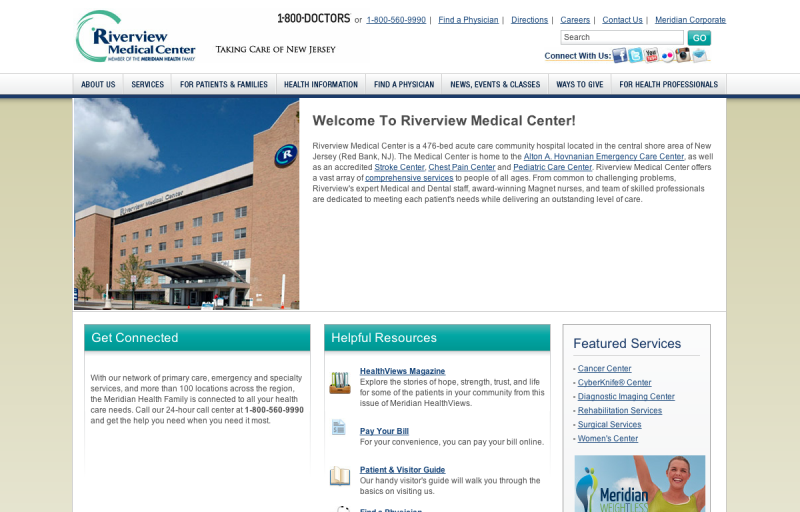 1-800-DOCTORS or 1-800-560-9990 | Find a Physician | Directions | Careers | Contact Us | Meridian Corporate
Riverview
Medical Center
MEMBER OF THE MERIDIAN HEALTH FAMILY
TAKING CARE OF NEW JERSEY
Search
GO
Connect With Us:
You
Tube
ABOUT US SERVICES FOR PATIENTS & FAMILIES HEALTH INFORMATION FIND A PHYSICIAN NEWS, EVENTS & CLASSES WAYS TO GIVE FOR HEALTH PROFESSIONALS
R
Riverview Medical Center
Welcome To Riverview Medical Center!
Riverview Medical Center is a 476-bed acute care community hospital located in the central shore area of New
Jersey (Red Bank, NJ). The Medical Center is home to the Alton A. Hovnanian Emergency Care Center, as well
as an accredited Stroke Center, Chest Pain Center and Pediatric Care Center. Riverview Medical Center offers
a vast array of comprehensive services to people of all ages. From common to challenging problems,
Riverview's expert Medical and Dental staff, award-winning Magnet nurses, and team of skilled professionals
are dedicated to meeting each patient's needs while delivering an outstanding level of care.
Get Connected
With our network of primary care, emergency and specialty
services, and more than 100 locations across the region,
the Meridian Health Family is connected to all your health
care needs. Call our 24-hour call center at 1-800-560-9990
and get the help you need when you need it most.
Helpful Resources
HealthViews Magazine
Explore the stories of hope, strength, trust, and life
for some of the patients in your community from this
issue of Meridian HealthViews.
Pay Your Bill
For your convenience, you can pay your bill online.
Patient & Visitor Guide
Our handy visitor's guide will walk you through the
basics on visiting us.
Find a Physician
Featured Services
- Cancer Center
- CyberKnife® Center
- Diagnostic Imaging Center
- Rehabilitation Services
- Surgical Services
- Women's Center
Meridian
WEIGHTLESS